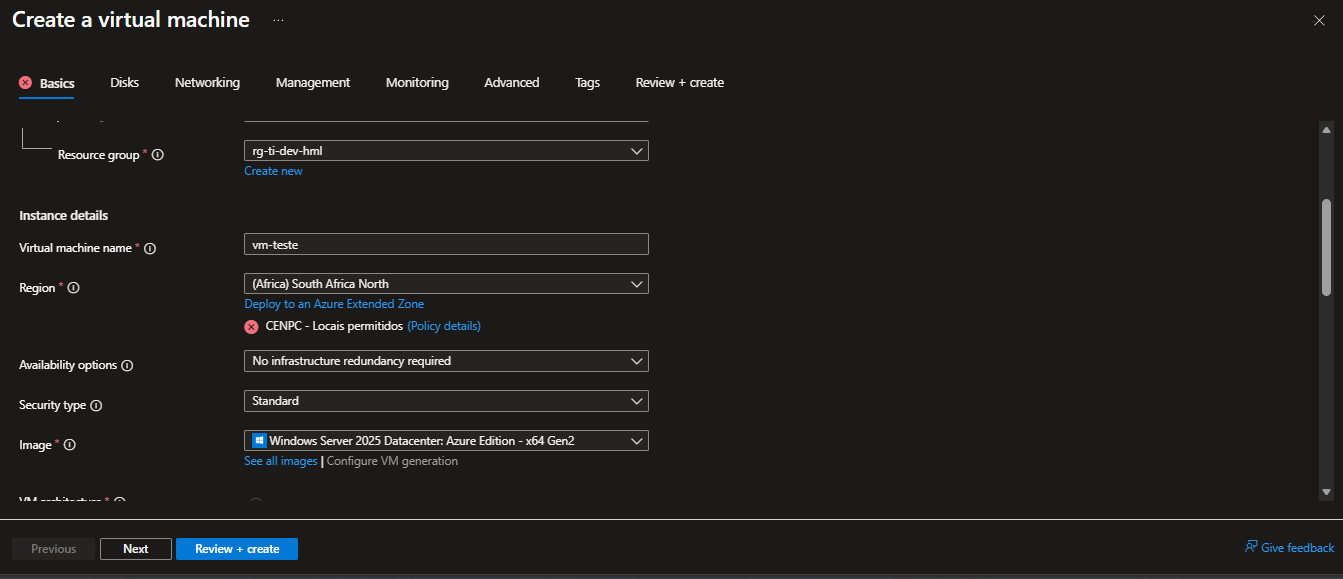 Create a virtual machine ...
Basics Disks Networking Management Monitoring Advanced Tags Review + create
Resource group * rg-ti-dev-hml
Create new
Instance details
Virtual machine name * vm-teste
Region * (Africa) South Africa North
Deploy to an Azure Extended Zone
CENPC - Locais permitidos (Policy details)
Availability options No infrastructure redundancy required
Security type Standard
Image * Windows Server 2025 Datacenter: Azure Edition - x64 Gen2
See all images | Configure VM generation
VM architecture *
Previous Next Review + create Give feedback